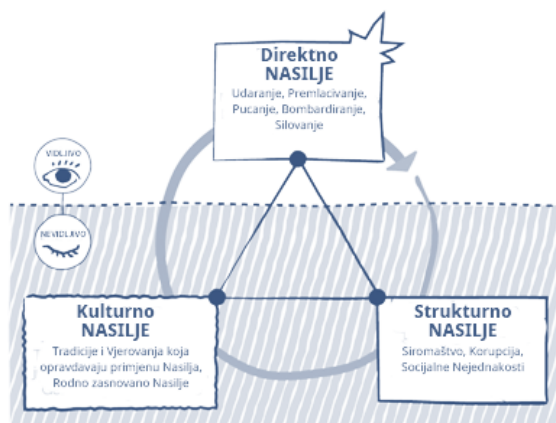 Direktno
NASILJE
Udaranje, Premlacivanje,
Pucanje, Bombardiranje,
Silovanje
VIDLJIVO
NEVIDLJIVO
Kulturno
NASILJE
Tradicije i Vjerovanja koja
opravdavaju primjenu Nasilja,
Rodno zasnovano Nasilje
Strukturno
NASILJE
Siromaštvo, Korupcija,
Socijalne Nejednakosti